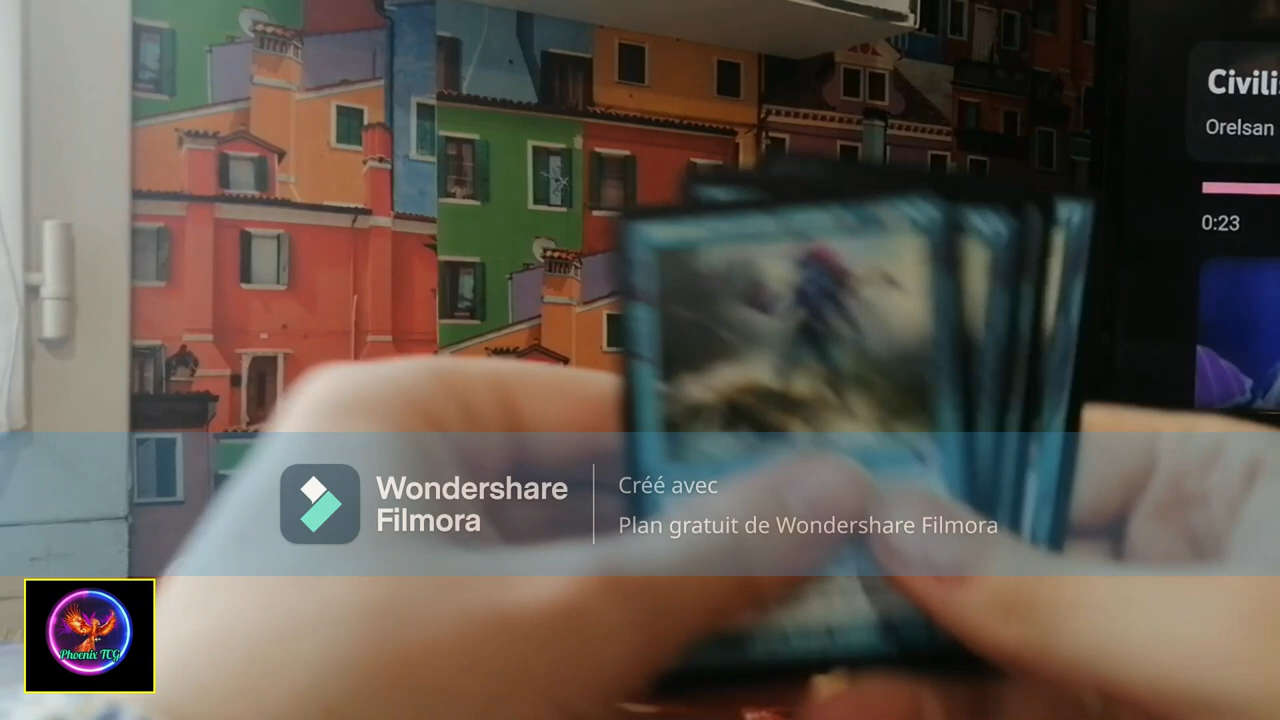 Civili
Orelsan
0:23
Wondershare
Filmora
Créé avec
Plan gratuit de Wondershare Filmora
Phoenix TCG